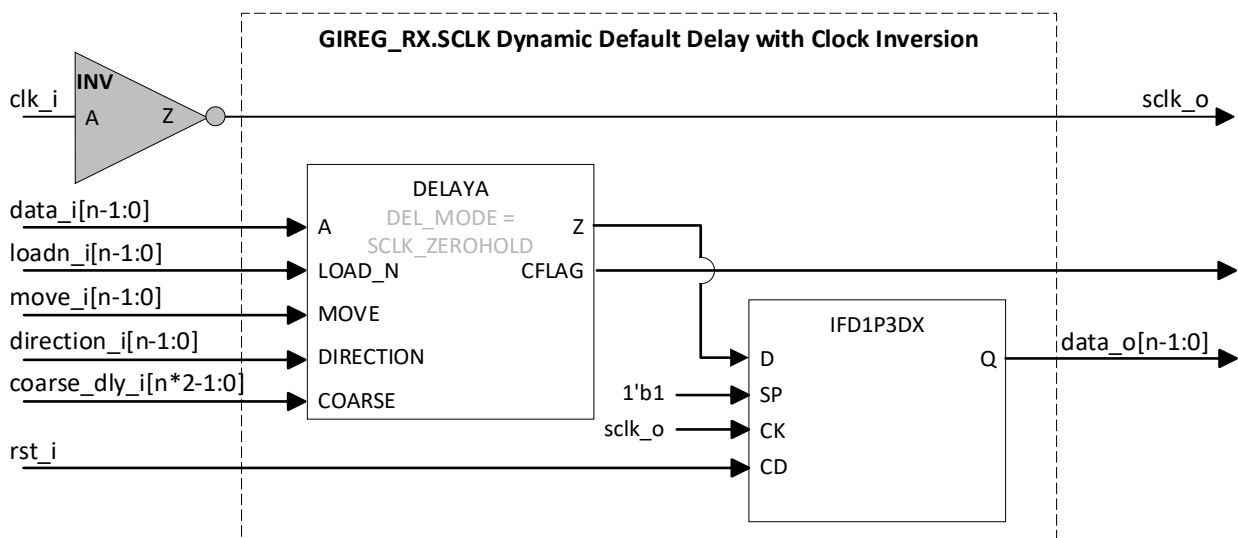 GIREG_RX.SCLK Dynamic Default Delay with Clock Inversion
INV
clk_i
A
Z
sclk_o
DELAYA
DEL_MODE =
SCLK_ZEROHOLD
data_i[n-1:0]
A
Z
loadn_i[n-1:0]
LOAD_N
CFLAG
move_i[n-1:0]
MOVE
direction_i[n-1:0]
DIRECTION
coarse_dly_i[n*2-1:0]
COARSE
IFD1P3DX
D
Q
data_o[n-1:0]
1'b1
SP
sclk_o
CK
rst_i
CD